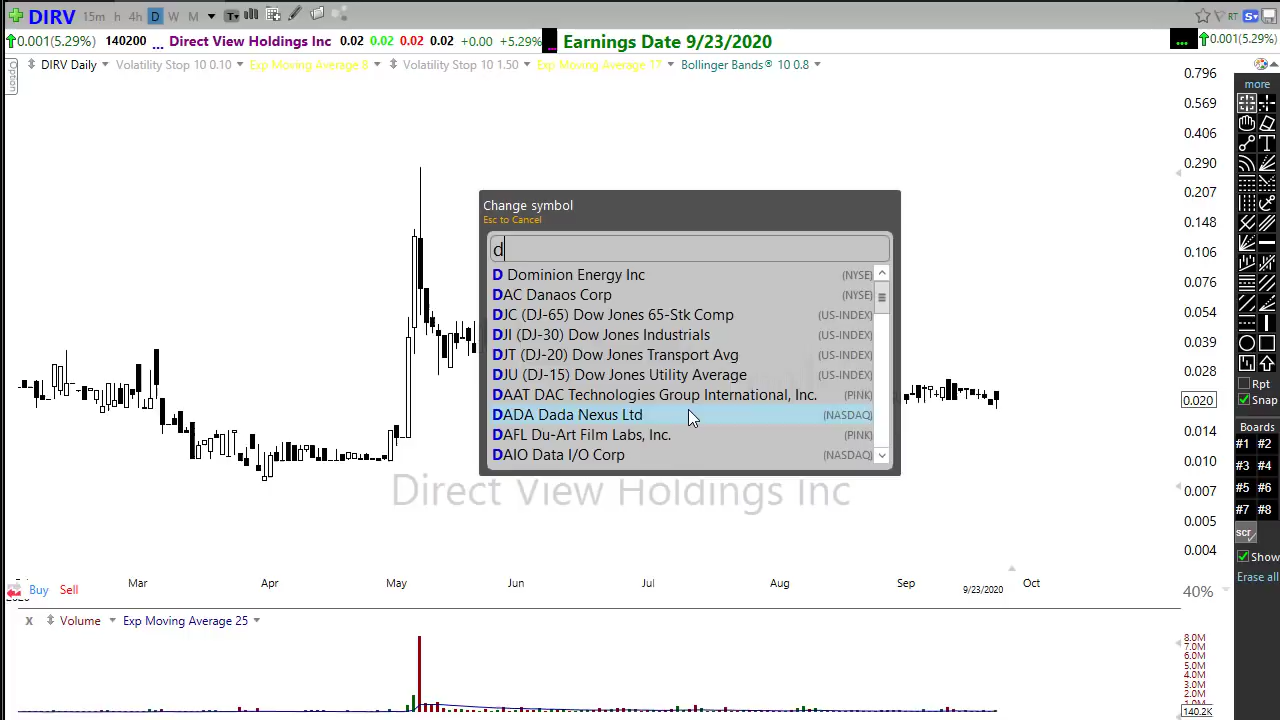 DIRV 15m h 4h D W M RT
0.001(5.29%) 140200 ... Direct View Holdings Inc 0.02 0.02 0.02 0.02 +0.00 +5.29% ... Earnings Date 9/23/2020 ... 0.001(5.29%)
Option
DIRV Daily Volatility Stop 10 0.10 Exp Moving Average 8 Volatility Stop 10 1.50 Exp Moving Average 17 Bollinger Bands® 10 0.8
0.796
0.569
0.406
0.290
0.207
0.148
0.106
0.076
0.054
0.039
0.028
0.020
0.014
0.010
0.007
0.005
0.004
more
Rpt
Snap
Boards
#1 #2
#3 #4
#5 #6
#7 #8
scr
Show
Erase all
Change symbol
Esc to Cancel
d
D Dominion Energy Inc (NYSE)
DAC Danaos Corp (NYSE)
DJC (DJ-65) Dow Jones 65-Stk Comp (US-INDEX)
DJI (DJ-30) Dow Jones Industrials (US-INDEX)
DJT (DJ-20) Dow Jones Transport Avg (US-INDEX)
DJU (DJ-15) Dow Jones Utility Average (US-INDEX)
DAAT DAC Technologies Group International, Inc. (PINK)
DADA Dada Nexus Ltd (NASDAQ)
DAFL Du-Art Film Labs, Inc. (PINK)
DAIO Data I/O Corp (NASDAQ)
Direct View Holdings Inc
Mar Apr May Jun Jul Aug Sep 9/23/2020 Oct
Buy Sell
40%
X Volume Exp Moving Average 25
8.0M
7.0M
6.0M
5.0M
4.0M
3.0M
2.0M
140.2K